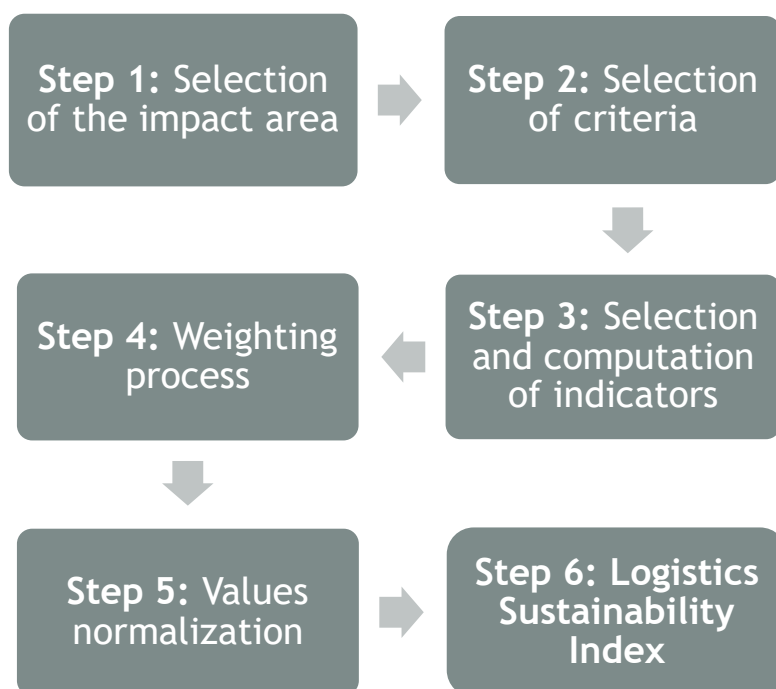 Step 1: Selection
of the impact area
Step 2: Selection
of criteria
Step 3: Selection
and computation
of indicators
Step 4: Weighting
process
Step 5: Values
normalization
Step 6: Logistics
Sustainability
Index